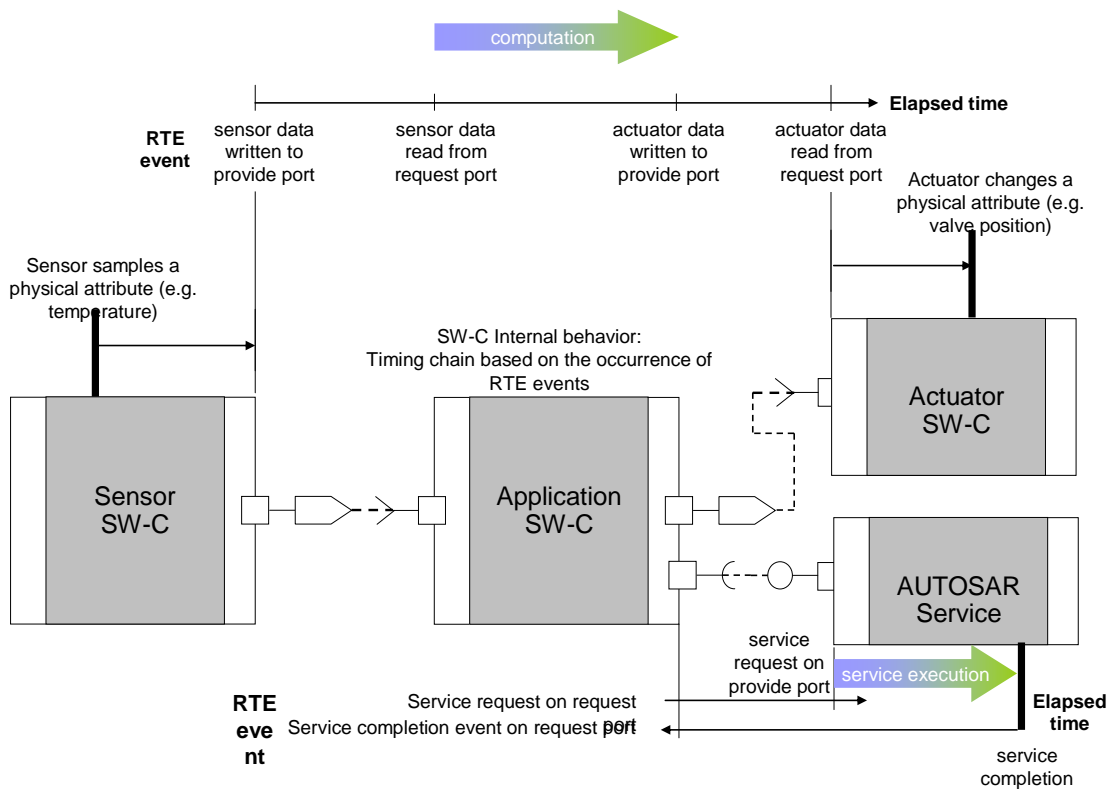 computation
Elapsed time
RTE
event
sensor data
written to
provide port
sensor data
read from
request port
actuator data
written to
provide port
actuator data
read from
request port
Actuator changes a
physical attribute (e.g.
valve position)
Sensor samples a
physical attribute (e.g.
temperature)
SW-C Internal behavior:
Timing chain based on the occurrence of
RTE events
Sensor
SW-C
Application
SW-C
Actuator
SW-C
AUTOSAR
Service
service
request on
provide port
service execution
RTE
eve
nt
Service request on request
port
Service completion event on request port
Elapsed
time
service
completion